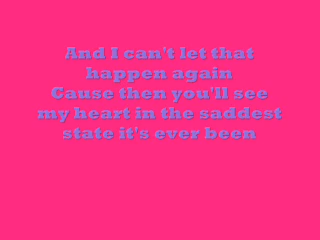 And I can't let that
happen again
Cause then you'll see
my heart in the saddest
state it's ever been